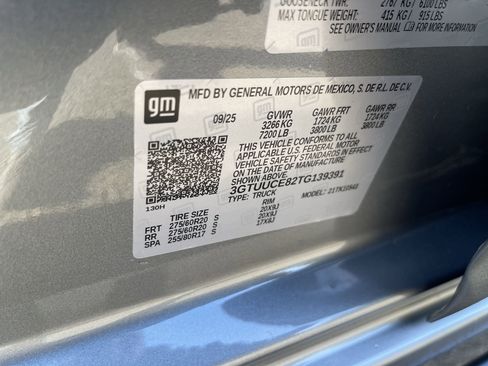 GOOSENECK TWR: 2767 KG / 6100 LBS
MAX TONGUE WEIGHT: 415 KG / 915 LBS
SEE OWNER'S MANUAL FOR MORE INFORMATION
gm
MFD BY GENERAL MOTORS DE MEXICO, S. DE R.L. DE C.V.
09/25 GVWR GAWR FRT GAWR RR
3266 KG 1724 KG 1724 KG
7200 LB 3800 LB 3800 LB
THIS VEHICLE CONFORMS TO ALL
APPLICABLE U.S. FEDERAL MOTOR
VEHICLE SAFETY STANDARDS IN
EFFECT ON THE DATE OF
MANUFACTURE SHOWN ABOVE.
3GTUUCE82TG139391
TYPE: TRUCK MODEL: 21TK10543
130H
TIRE SIZE RIM
FRT 275/60R20 S 20X9J
RR 275/60R20 S 20X9J
SPA 255/80R17 S 17X8J